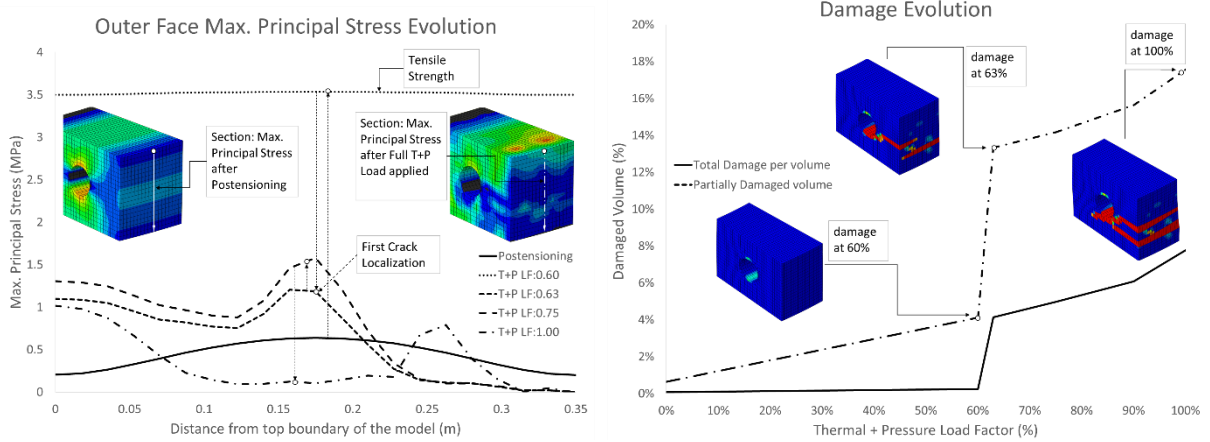 Outer Face Max. Principal Stress Evolution
Max. Principal Stress (MPa)
4
3.5
3
2.5
2
1.5
1
0.5
0
Tensile
Strength
Section: Max.
Principal Stress
after
Postensioning
Section: Max.
Principal Stress
after Full T+P
Load applied
First Crack
Localization
Postensioning
T+P LF:0.60
T+P LF:0.63
T+P LF:0.75
T+P LF:1.00
0
0.05
0.1
0.15
0.2
0.25
0.3
0.35
Distance from top boundary of the model (m)
Damage Evolution
Damaged Volume (%)
20%
18%
16%
14%
12%
10%
8%
6%
4%
2%
0%
damage
at 63%
damage
at 100%
Total Damage per volume
Partially Damaged volume
damage
at 60%
0%
10%
20%
30%
40%
50%
60%
70%
80%
90%
100%
Thermal + Pressure Load Factor (%)